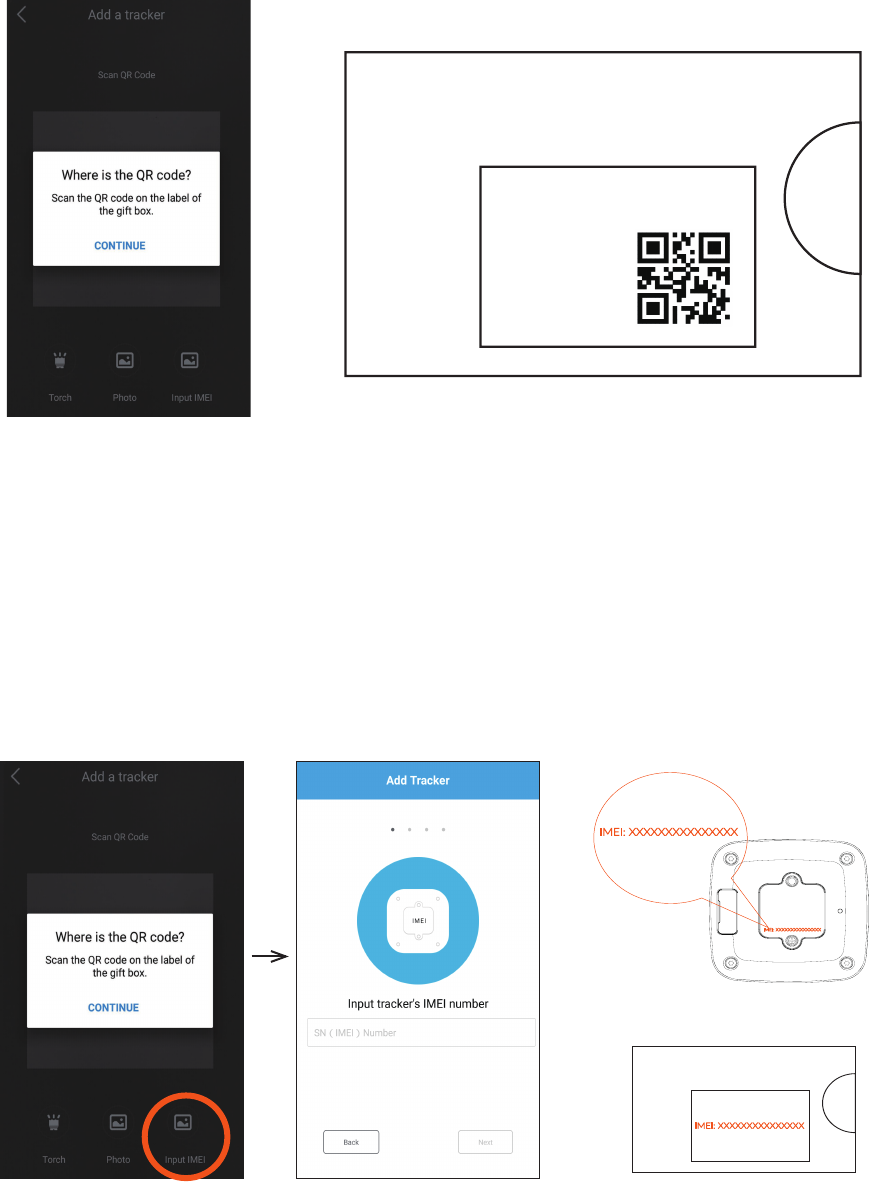 Add a tracker
Scan QR Code
Where is the QR code?
Scan the QR code on the label of
the gift box.
CONTINUE
Torch
Photo
Input IMEI
Add a tracker
Scan QR Code
Where is the QR code?
Scan the QR code on the label of
the gift box.
CONTINUE
Torch
Photo
Input IMEI
Add Tracker
IMEI
Input tracker's IMEI number
SN ( IMEI ) Number
Back
Next
IMEI: XXXXXXXXXXXXXXX
IMEI: XXXXXXXXXXXXXXX
IMEI: XXXXXXXXXXXXXXX